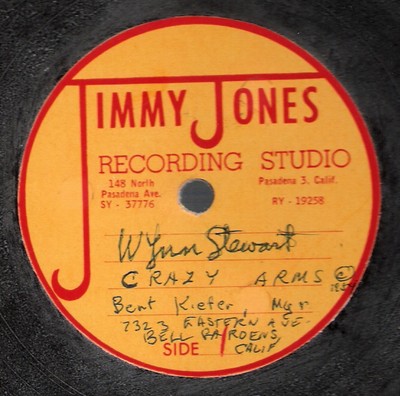 JIMMY JONES
RECORDING STUDIO
148 North
Pasadena Ave.
SY - 37776
Pasadena 3, Calif.
RY - 19258
Wynn Stewart
CRAZY ARMS ©
Bert Kiefer, Mgr
7323 EASTERN AVE
BELL GARDENS,
CALIF
SIDE 1